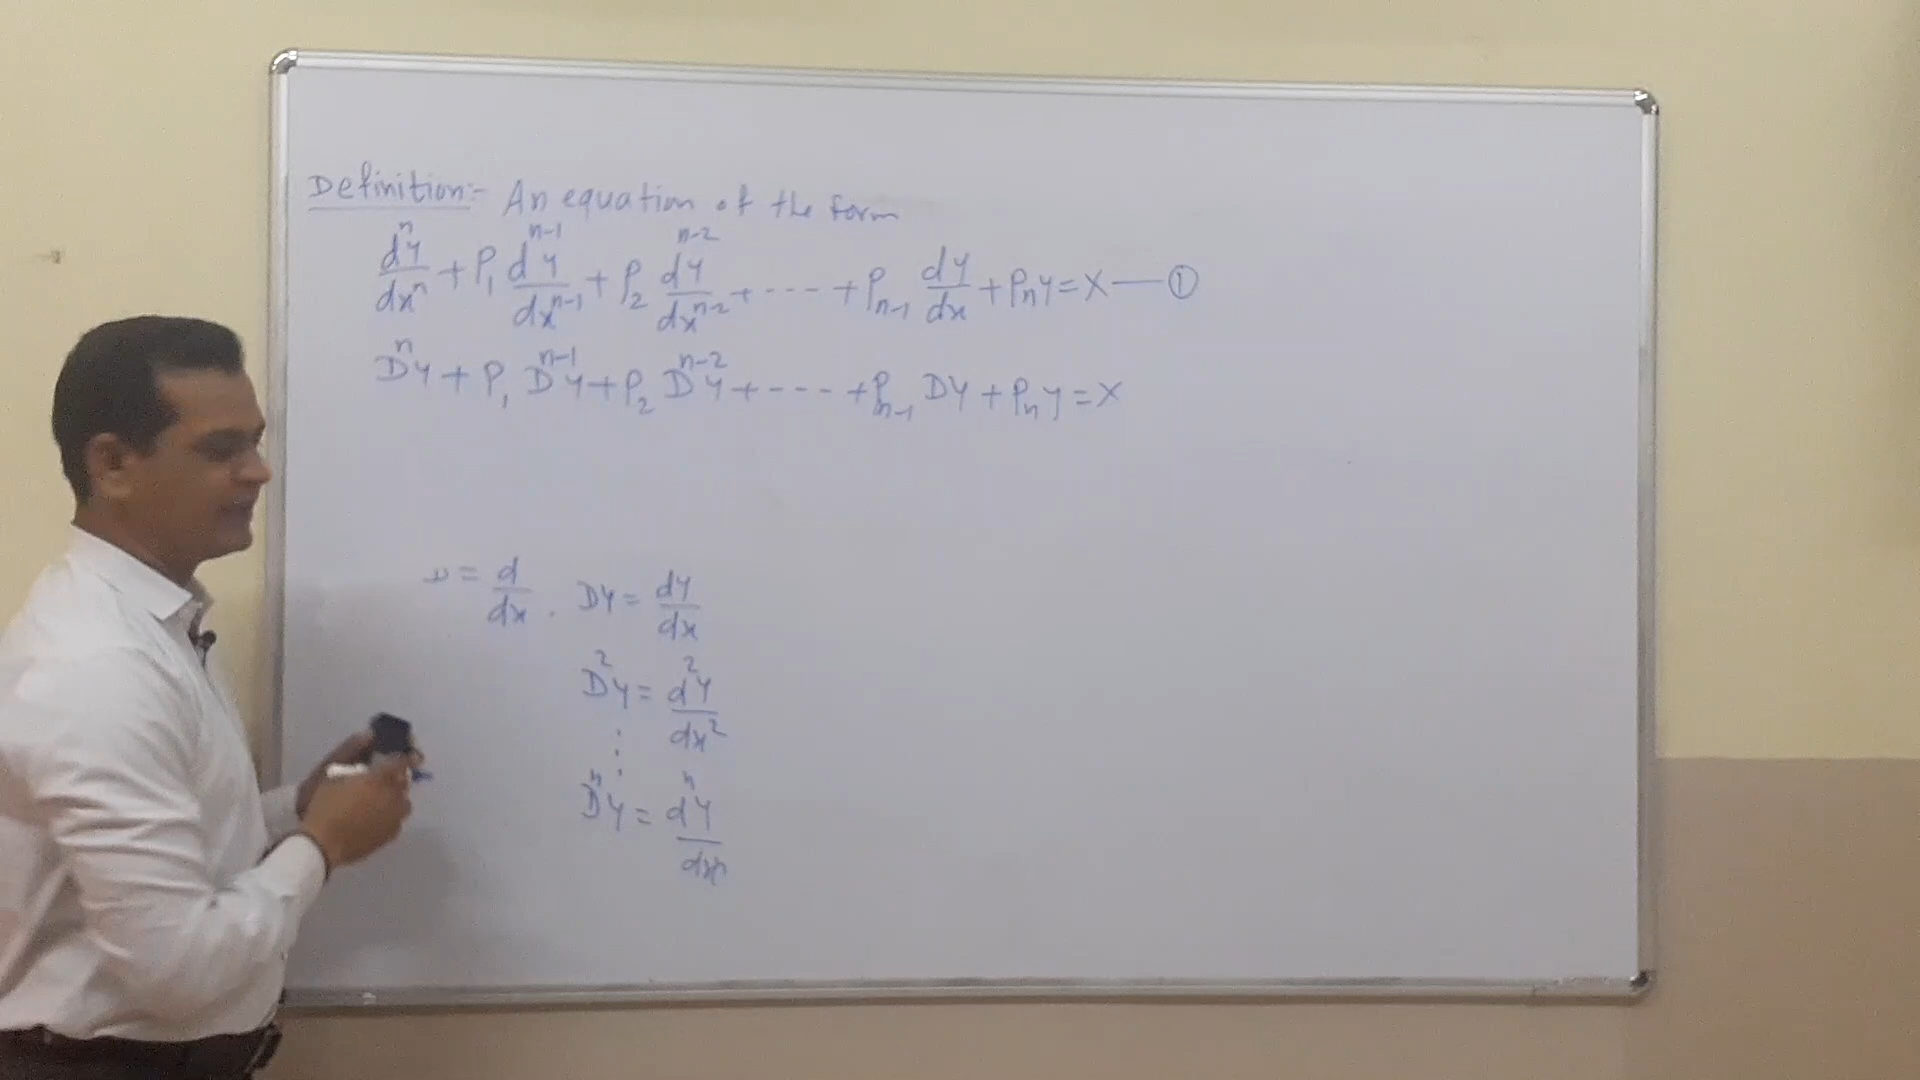 Definition:- An equation of the form
dⁿy/dxⁿ + P₁ dⁿ⁻¹y/dxⁿ⁻¹ + P₂ dⁿ⁻²y/dxⁿ⁻² + ---- + Pₙ₋₁ dy/dx + Pₙy = X — ①
Dⁿy + P₁ Dⁿ⁻¹y + P₂ Dⁿ⁻²y + ---- + Pₙ₋₁ Dy + Pₙy = X
D = d/dx . Dy = dy/dx
D²y = d²y/dx²
⋮
Dⁿy = dⁿy/dxⁿ